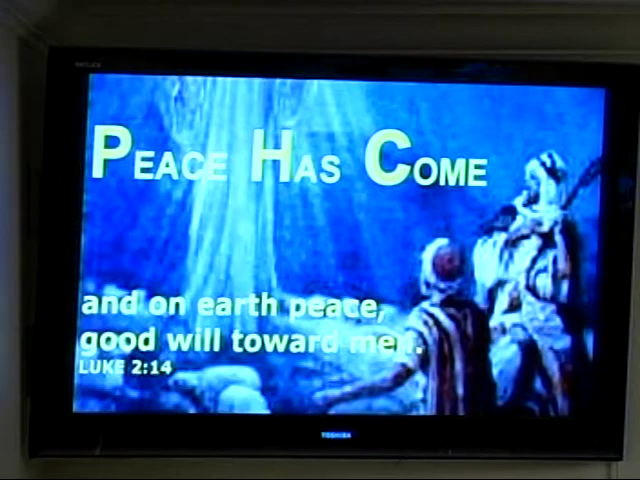 PEACE HAS COME
and on earth peace,
good will toward men.
LUKE 2:14
TOSHIBA